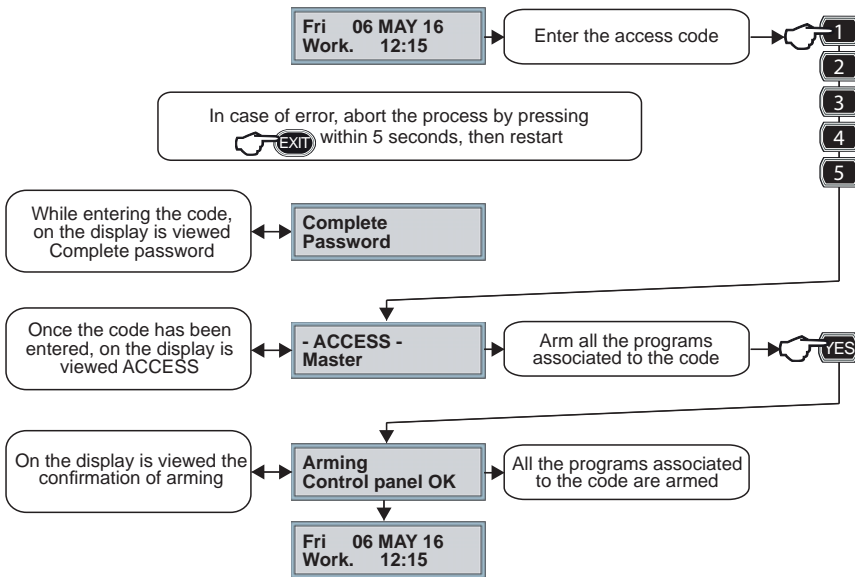 Fri 06 MAY 16
Work. 12:15
Enter the access code
1
2
3
4
5
In case of error, abort the process by pressing
EXIT within 5 seconds, then restart
While entering the code,
on the display is viewed
Complete password
Complete
Password
Once the code has been
entered, on the display is
viewed ACCESS
- ACCESS -
Master
Arm all the programs
associated to the code
YES
On the display is viewed the
confirmation of arming
Arming
Control panel OK
All the programs associated
to the code are armed
Fri 06 MAY 16
Work. 12:15